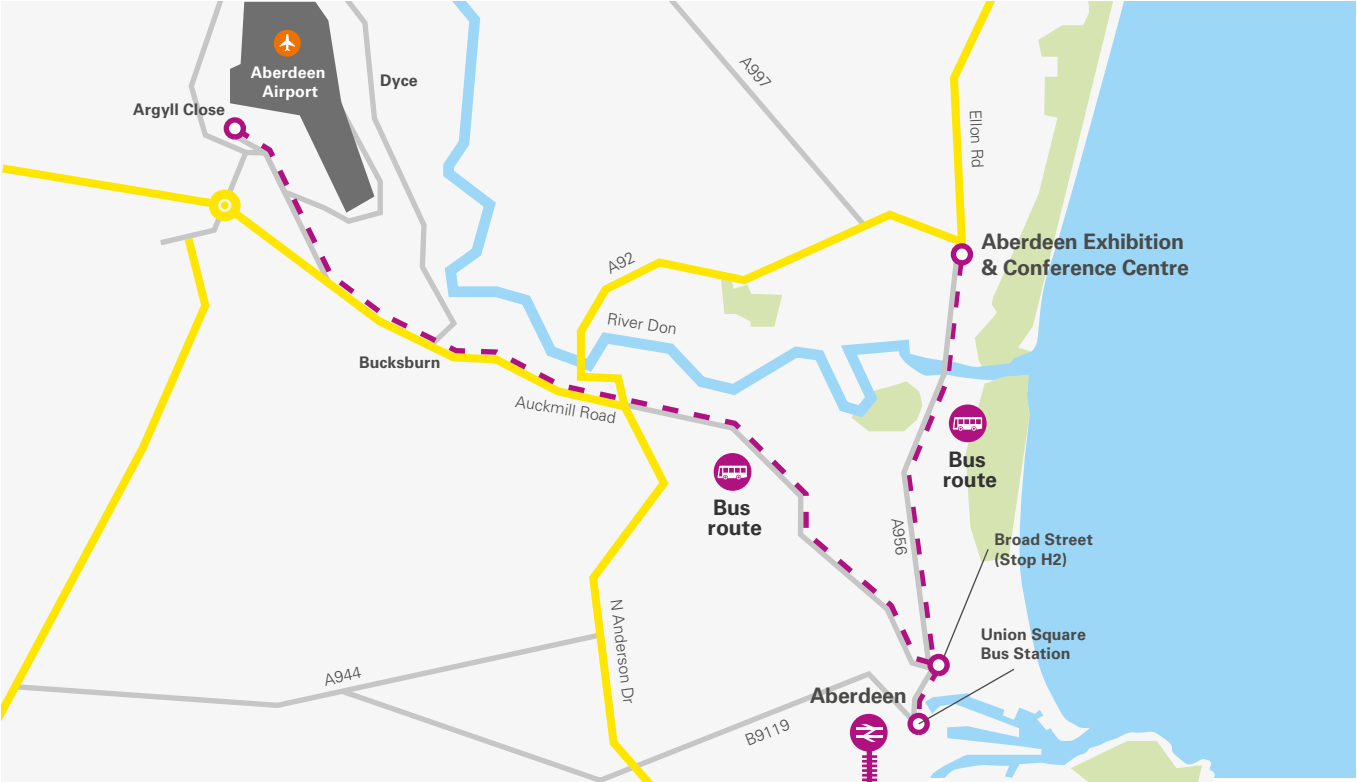 Aberdeen
Airport
Dyce
A997
Argyll Close
Ellon Rd
Aberdeen Exhibition
& Conference Centre
A92
River Don
Bucksburn
Auckmill Road
Bus
route
Bus
route
A956
Broad Street
(Stop H2)
N Anderson Dr
Union Square
Bus Station
A944
Aberdeen
B9119